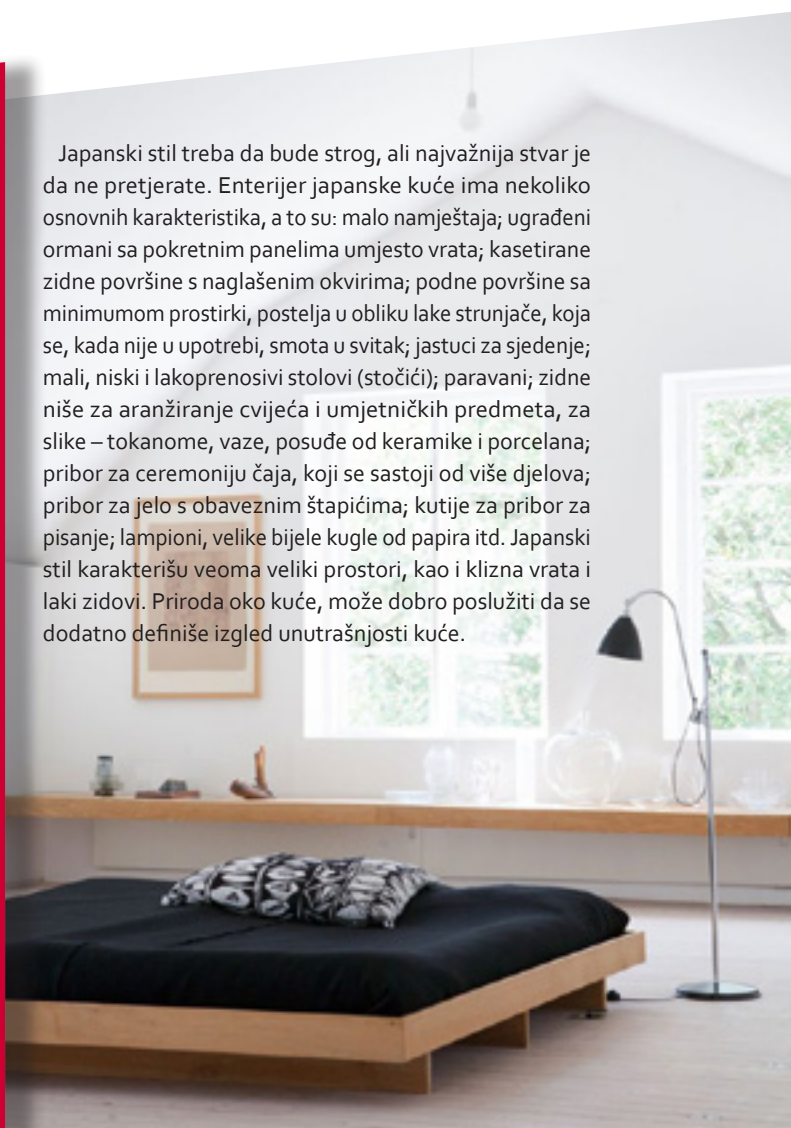 Japanski stil treba da bude strog, ali najvažnija stvar je
da ne pretjerate. Enterijer japanske kuće ima nekoliko
osnovnih karakteristika, a to su: malo namještaja; ugrađeni
ormani sa pokretnim panelima umjesto vrata; kasetirane
zidne površine s naglašenim okvirima; podne površine sa
minimumom prostirki, postelja u obliku lake strunjače, koja
se, kada nije u upotrebi, smota u svitak; jastuci za sjedenje;
mali, niski i lakoprenosivi stolovi (stočići); paravani; zidne
niše za aranžiranje cvijeća i umjetničkih predmeta, za
slike – tokanome, vaze, posuđe od keramike i porcelana;
pribor za ceremoniju čaja, koji se sastoji od više djelova;
pribor za jelo s obaveznim štapićima; kutije za pribor za
pisanje; lampioni, velike bijele kugle od papira itd. Japanski
stil karakterišu veoma veliki prostori, kao i klizna vrata i
laki zidovi. Priroda oko kuće, može dobro poslužiti da se
dodatno definiše izgled unutrašnjosti kuće.